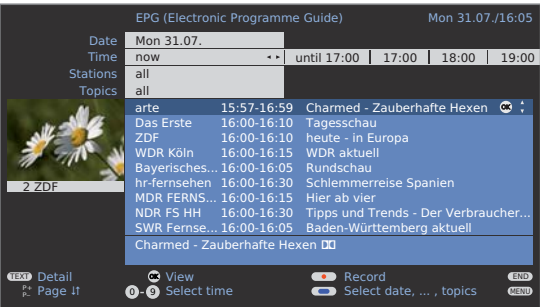 EPG (Electronic Programme Guide) Mon 31.07./16:05
Date Mon 31.07.
Time now until 17:00 17:00 18:00 19:00
Stations all
Topics all
arte 15:57-16:59 Charmed - Zauberhafte Hexen OK
Das Erste 16:00-16:10 Tagesschau
ZDF 16:00-16:10 heute - in Europa
WDR Köln 16:00-16:15 WDR aktuell
Bayerisches... 16:00-16:05 Rundschau
hr-fernsehen 16:00-16:30 Schlemmerreise Spanien
MDR FERNS... 16:00-16:15 Hier ab vier
NDR FS HH 16:00-16:30 Tipps und Trends - Der Verbraucher...
SWR Fernse... 16:00-16:05 Baden-Württemberg aktuell
2 ZDF
Charmed - Zauberhafte Hexen
TEXT Detail OK View Record END
P+ P- Page 0-9 Select time Select date, ... , topics MENU